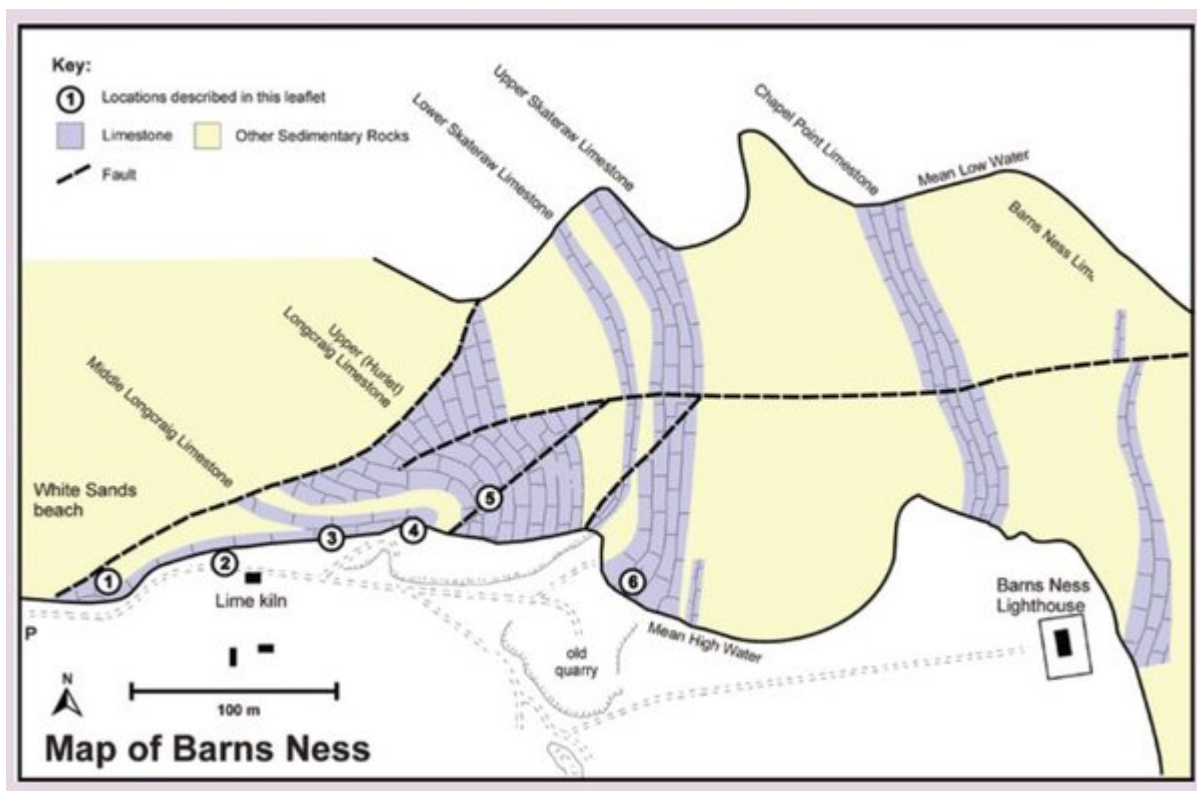 Key:
1 Locations described in this leaflet
Limestone Other Sedimentary Rocks
Fault
Lower Skateraw Limestone
Upper Skateraw Limestone
Chapel Point Limestone
Mean Low Water
Barns Ness Lim
Upper (Hurlet)
Longcraig Limestone
Middle Longcraig Limestone
White Sands
beach
1
2
3
4
5
6
Lime kiln
P
Barns Ness
Lighthouse
Mean High Water
old
quarry
N
100 m
Map of Barns Ness